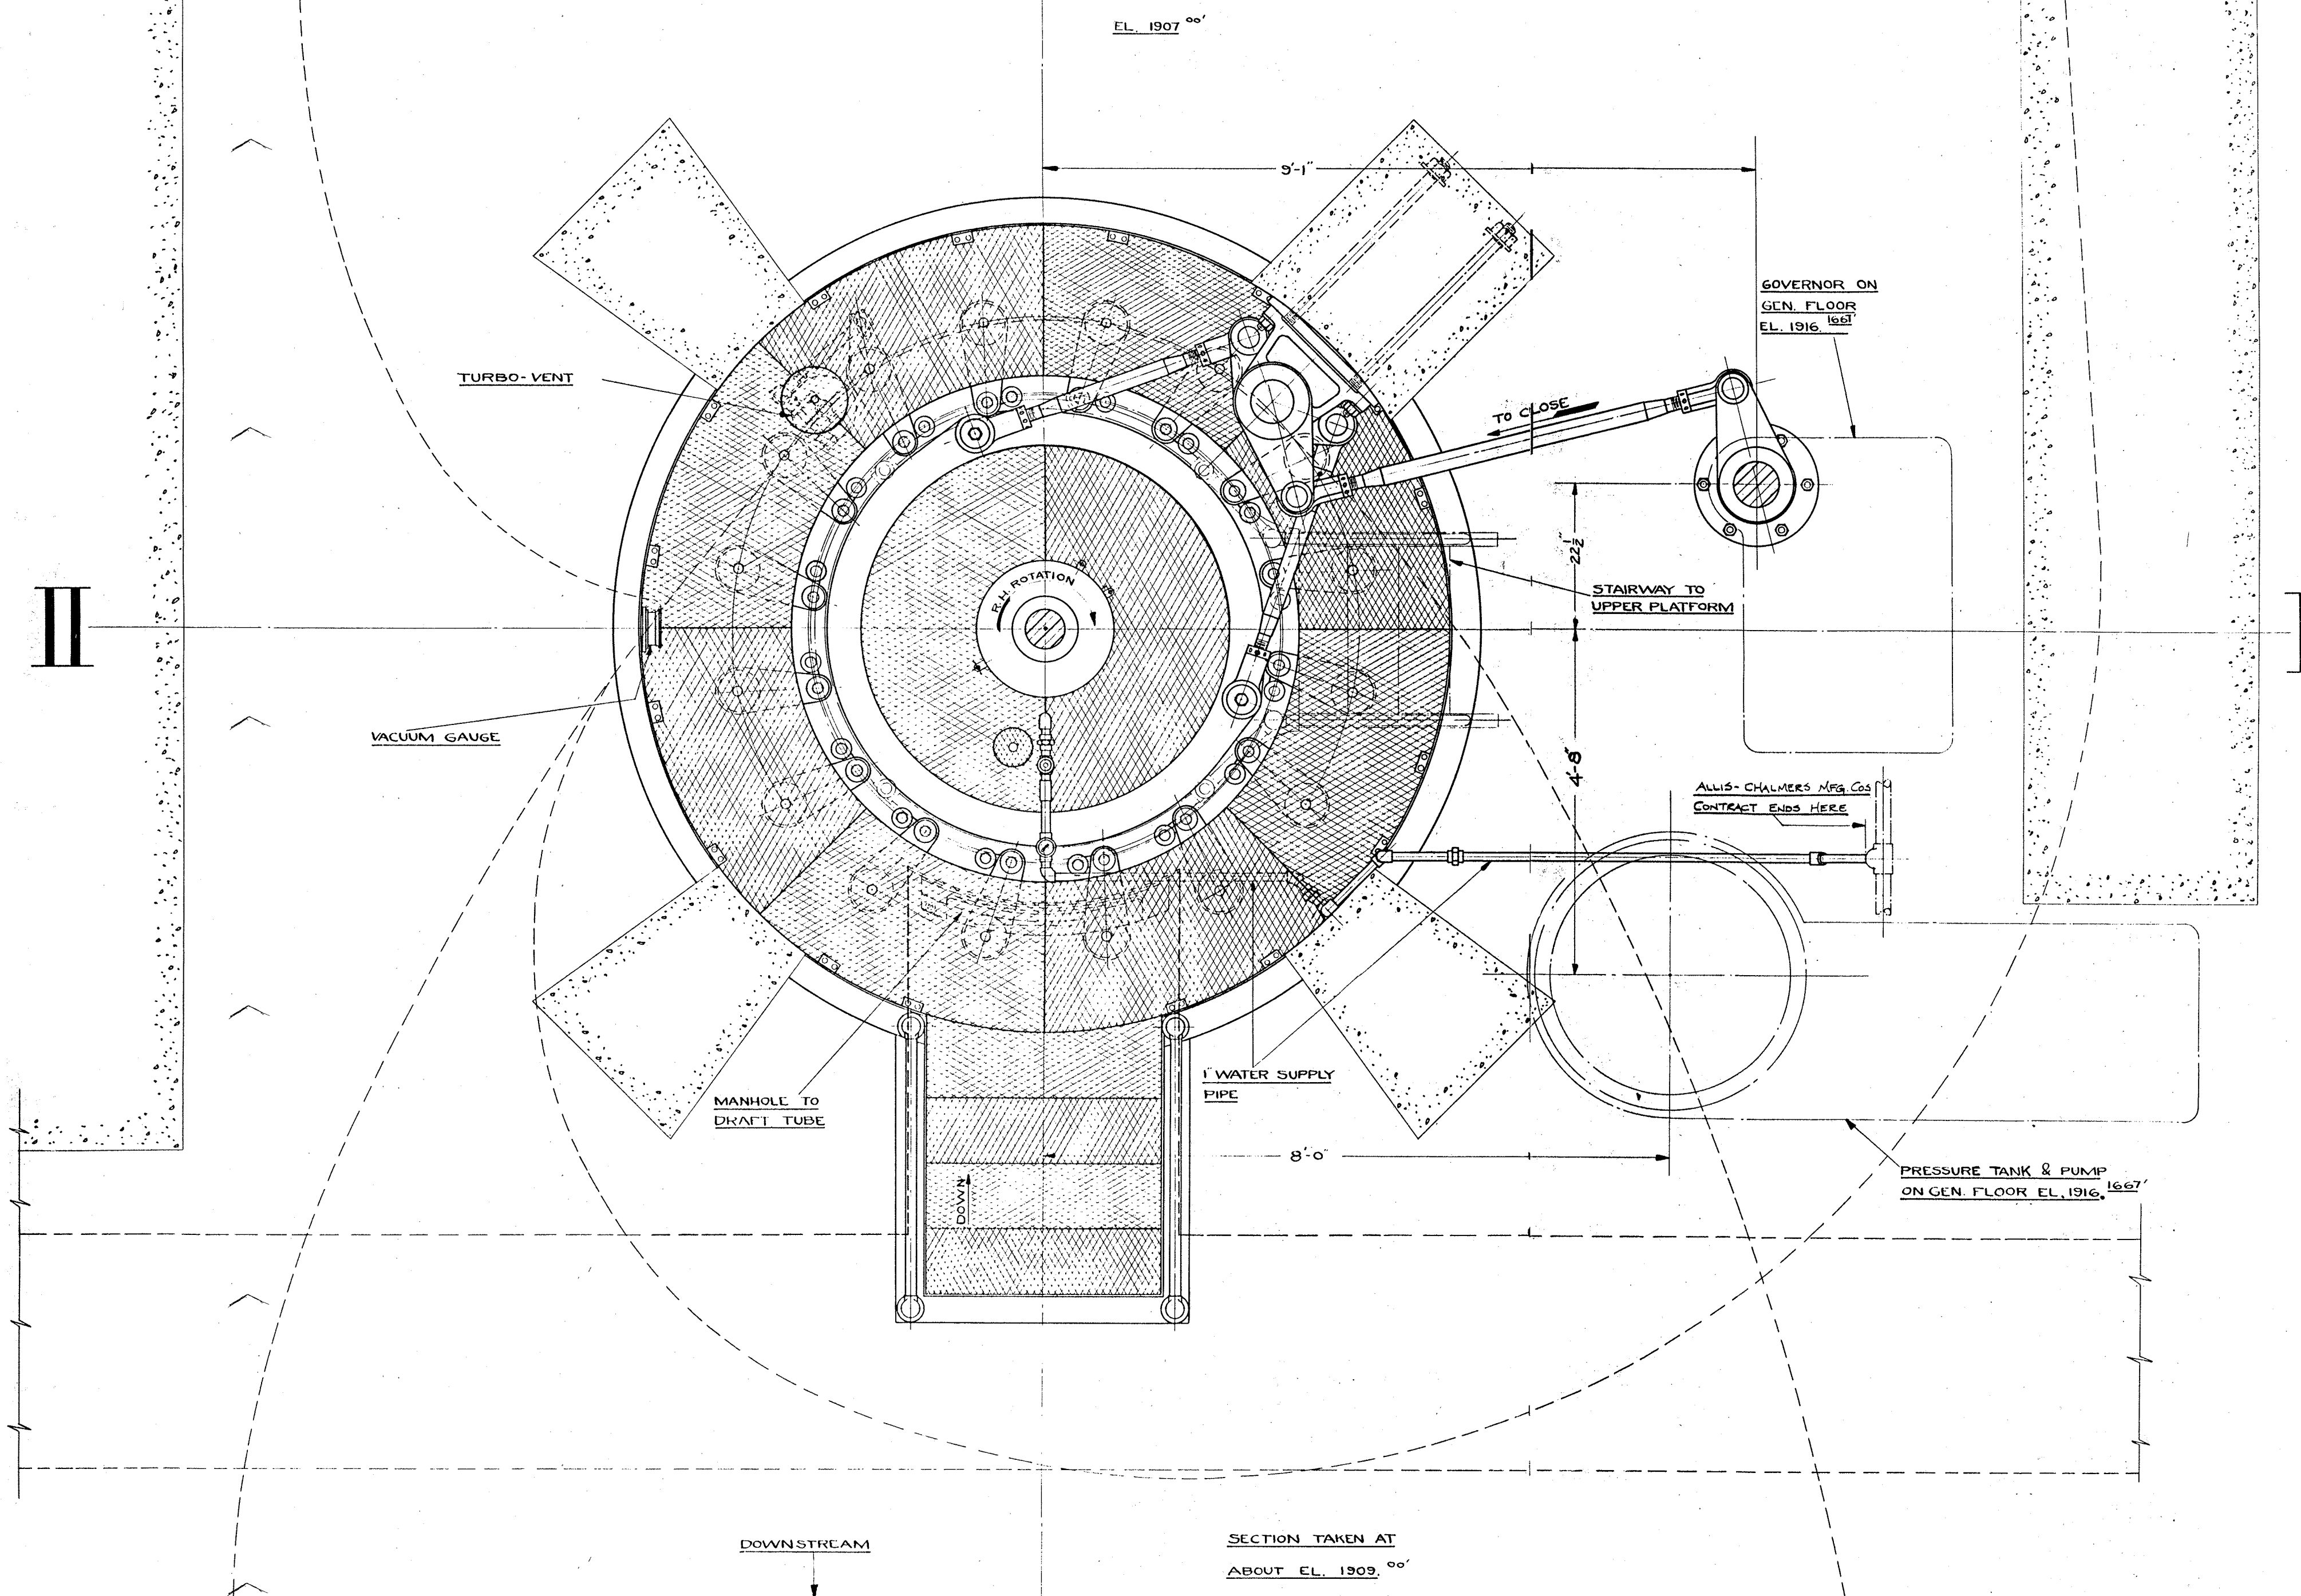 EL. 1907 00'
9'-1"
GOVERNOR ON
GEN. FLOOR
EL. 1916. 1667'
TURBO-VENT
TO CLOSE
22 1/2"
STAIRWAY TO
UPPER PLATFORM
R.H. ROTATION
II
VACUUM GAUGE
4'-8"
ALLIS-CHALMERS MFG. COS
CONTRACT ENDS HERE
1" WATER SUPPLY
PIPE
MANHOLE TO
DRAFT TUBE
8'-0"
PRESSURE TANK & PUMP
ON GEN. FLOOR EL. 1916. 1667'
DOWN
DOWNSTREAM
SECTION TAKEN AT
ABOUT EL. 1909. 00'